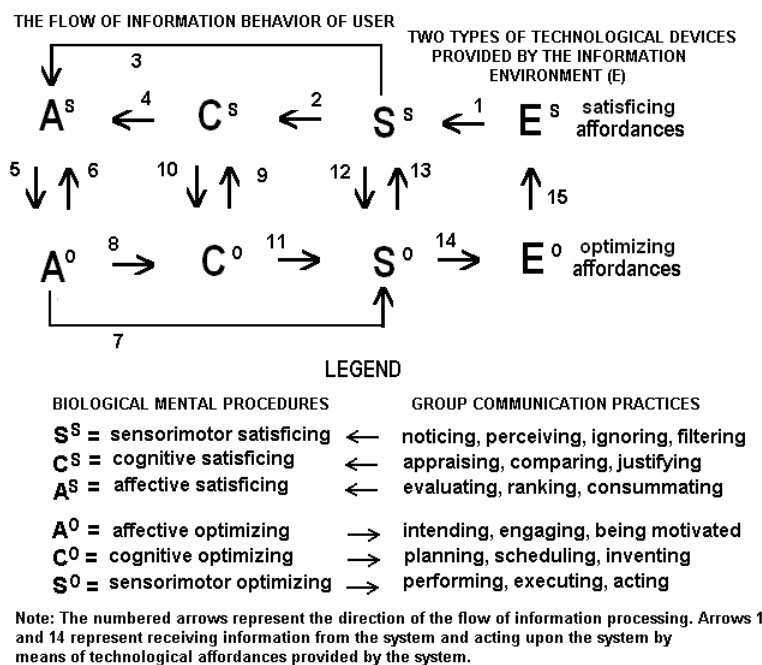 THE FLOW OF INFORMATION BEHAVIOR OF USER
TWO TYPES OF TECHNOLOGICAL DEVICES
PROVIDED BY THE INFORMATION
ENVIRONMENT (E)
3
A^S 4 C^S 2 S^S 1 E^S satisficing
affordances
5 6 10 9 12 13 15
A^O 8 C^O 11 S^O 14 E^O optimizing
affordances
7
LEGEND
BIOLOGICAL MENTAL PROCEDURES GROUP COMMUNICATION PRACTICES
S^S = sensorimotor satisficing ← noticing, perceiving, ignoring, filtering
C^S = cognitive satisficing ← appraising, comparing, justifying
A^S = affective satisficing ← evaluating, ranking, consummating
A^O = affective optimizing → intending, engaging, being motivated
C^O = cognitive optimizing → planning, scheduling, inventing
S^O = sensorimotor optimizing → performing, executing, acting
Note: The numbered arrows represent the direction of the flow of information processing. Arrows 1
and 14 represent receiving information from the system and acting upon the system by
means of technological affordances provided by the system.